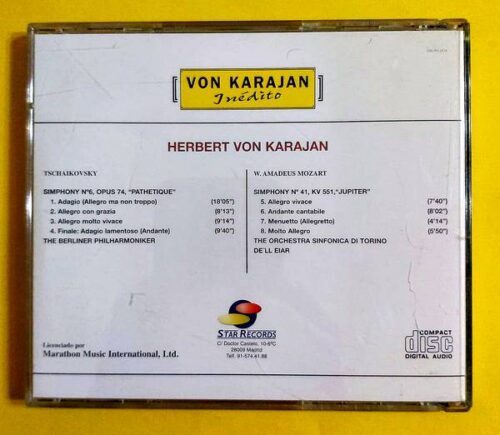 VON KARAJAN
Inédito
HERBERT VON KARAJAN
TSCHAIKOVSKY
SYMPHONY Nº6, OPUS 74, "PATHETIQUE"
1. Adagio (Allegro ma non troppo) (18'05")
2. Allegro con grazia (8'13")
3. Allegro molto vivace (9'14")
4. Finale: Adagio lamentoso (Andante) (9'40")
THE BERLINER PHILHARMONIKER
W. AMADEUS MOZART
SYMPHONY Nº 41, KV 551,"JUPITER"
5. Allegro vivace (7'40")
6. Andante cantabile (8'02")
7. Menuetto (Allegretto) (4'14")
8. Molto Allegro (5'50")
THE ORCHESTRA SINFONICA DI TORINO
DE'LL EIAR
STAR RECORDS
C/ Doctor Castelo, 10-6ºC
28009 Madrid
Telf. 91-574.41.86
Licenciado por
Marathon Music International, Ltd.
COMPACT
disc
DIGITAL AUDIO